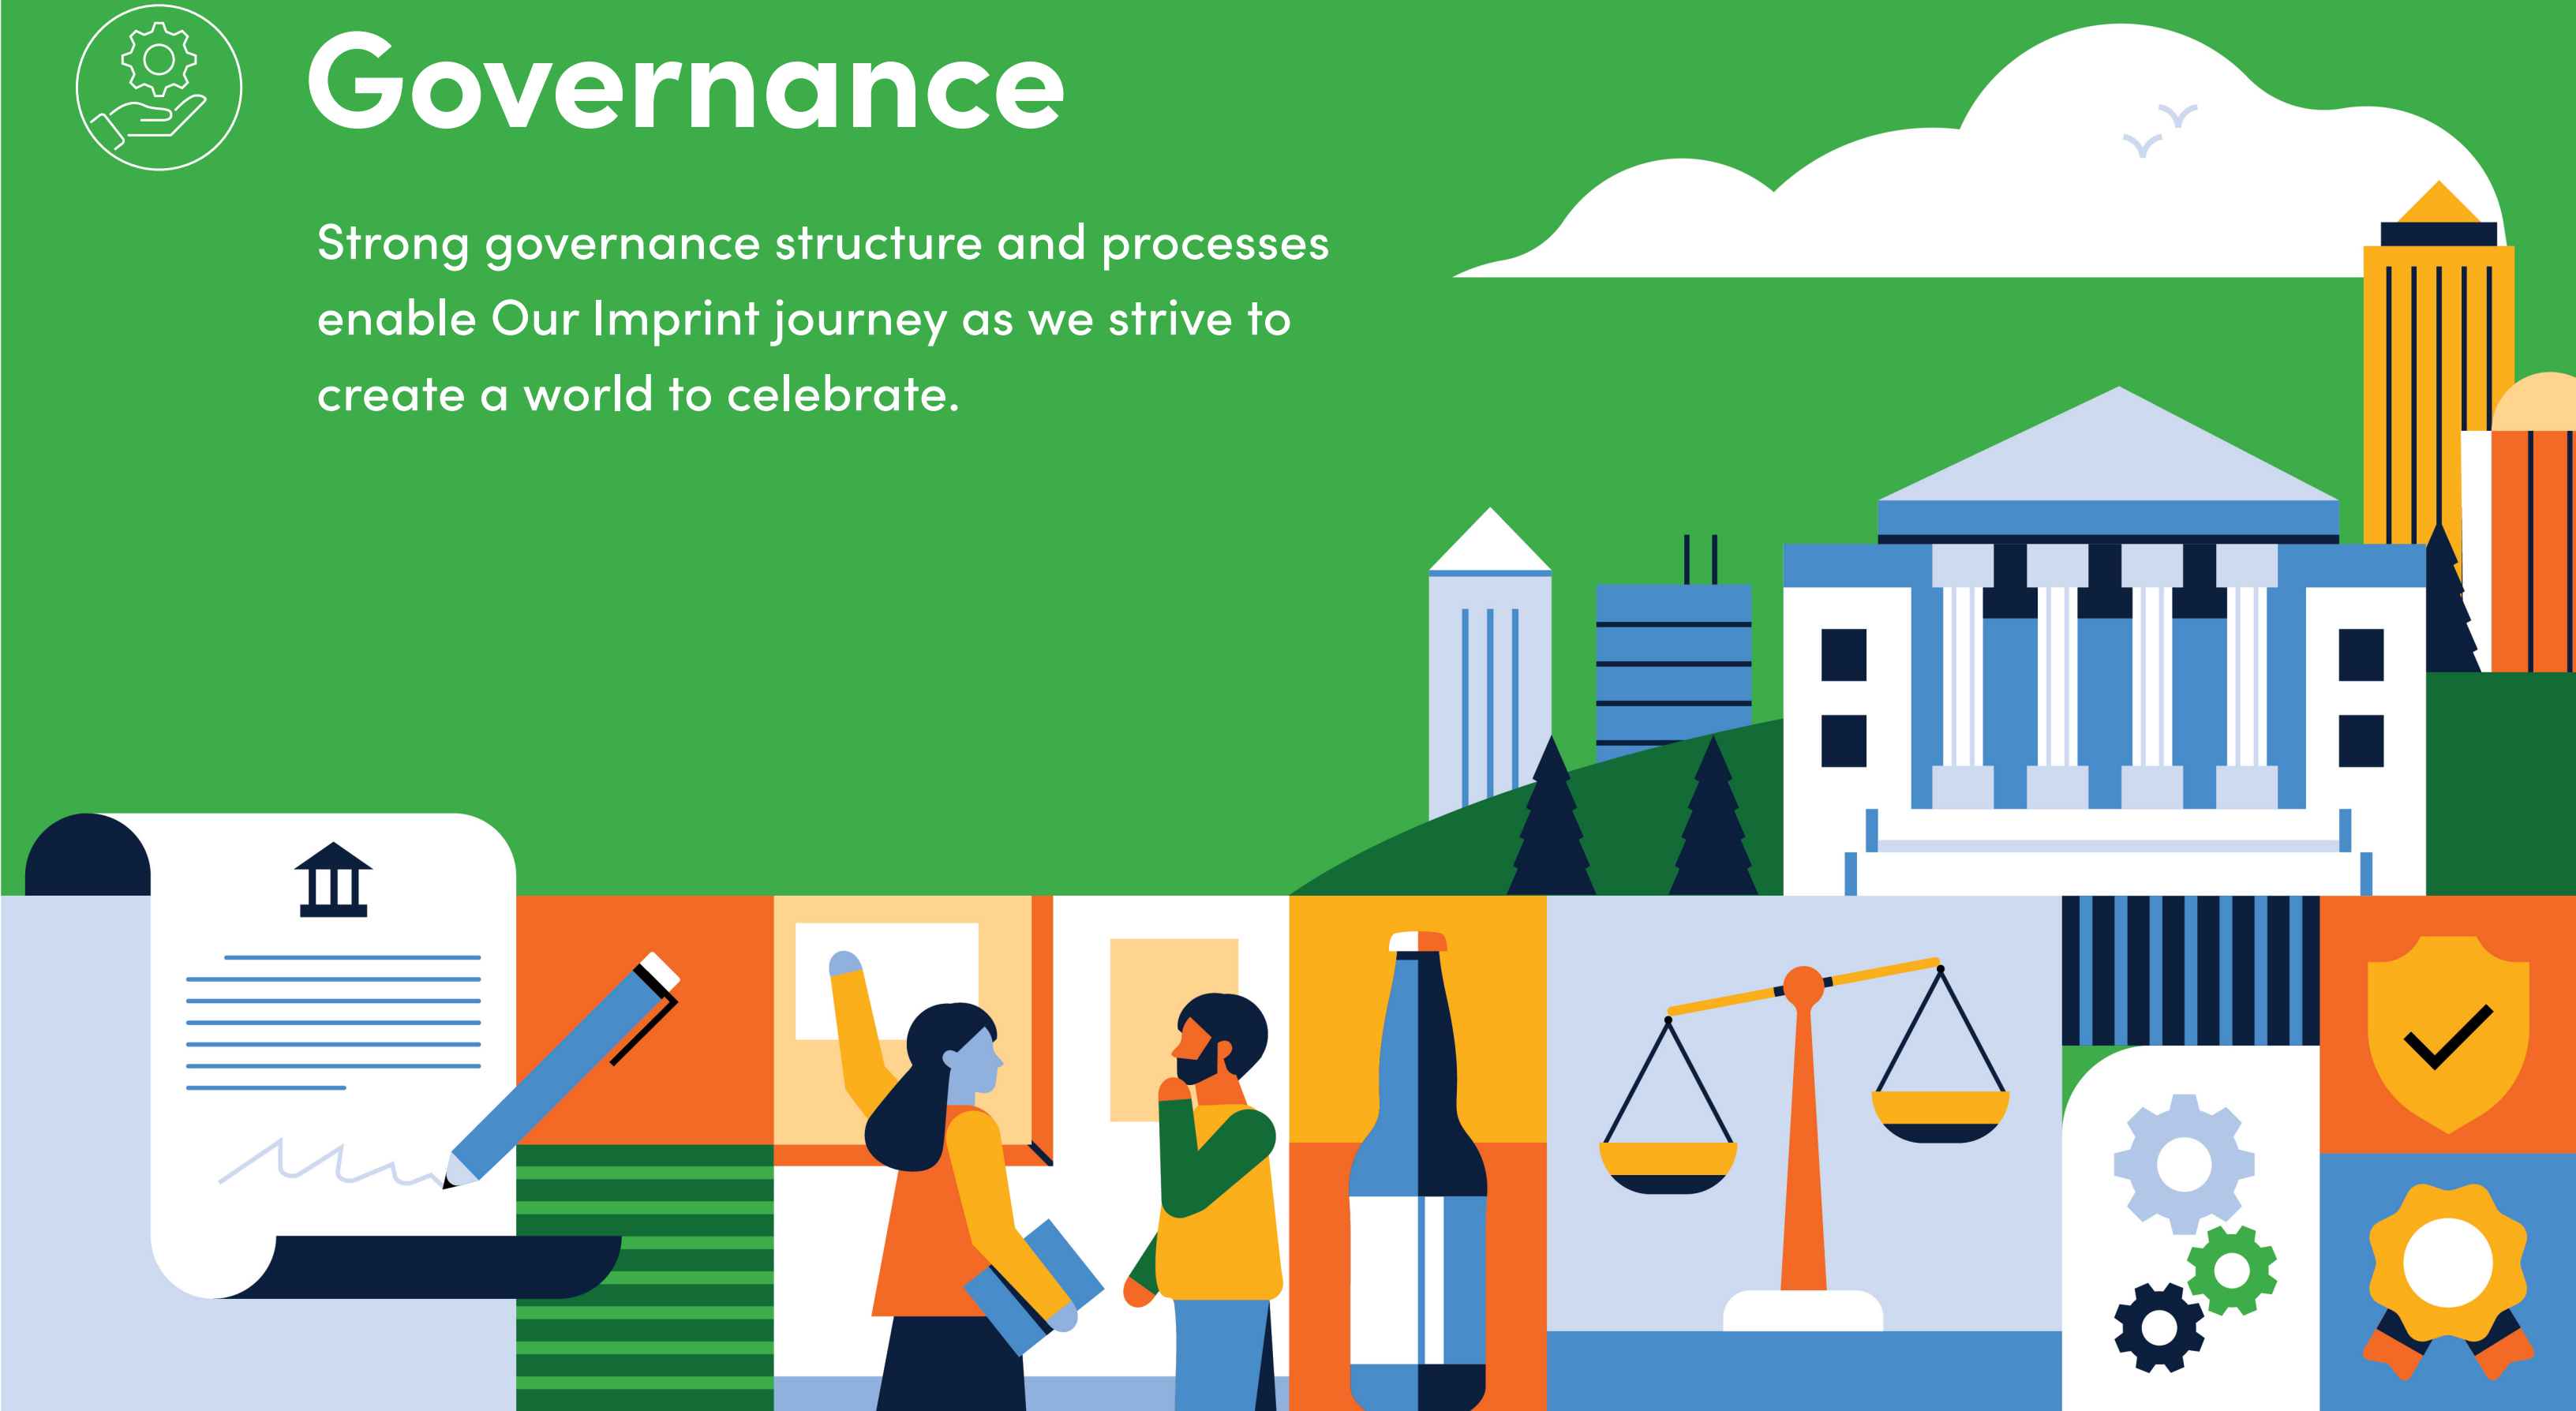 Governance
Strong governance structure and processes
enable Our Imprint journey as we strive to
create a world to celebrate.